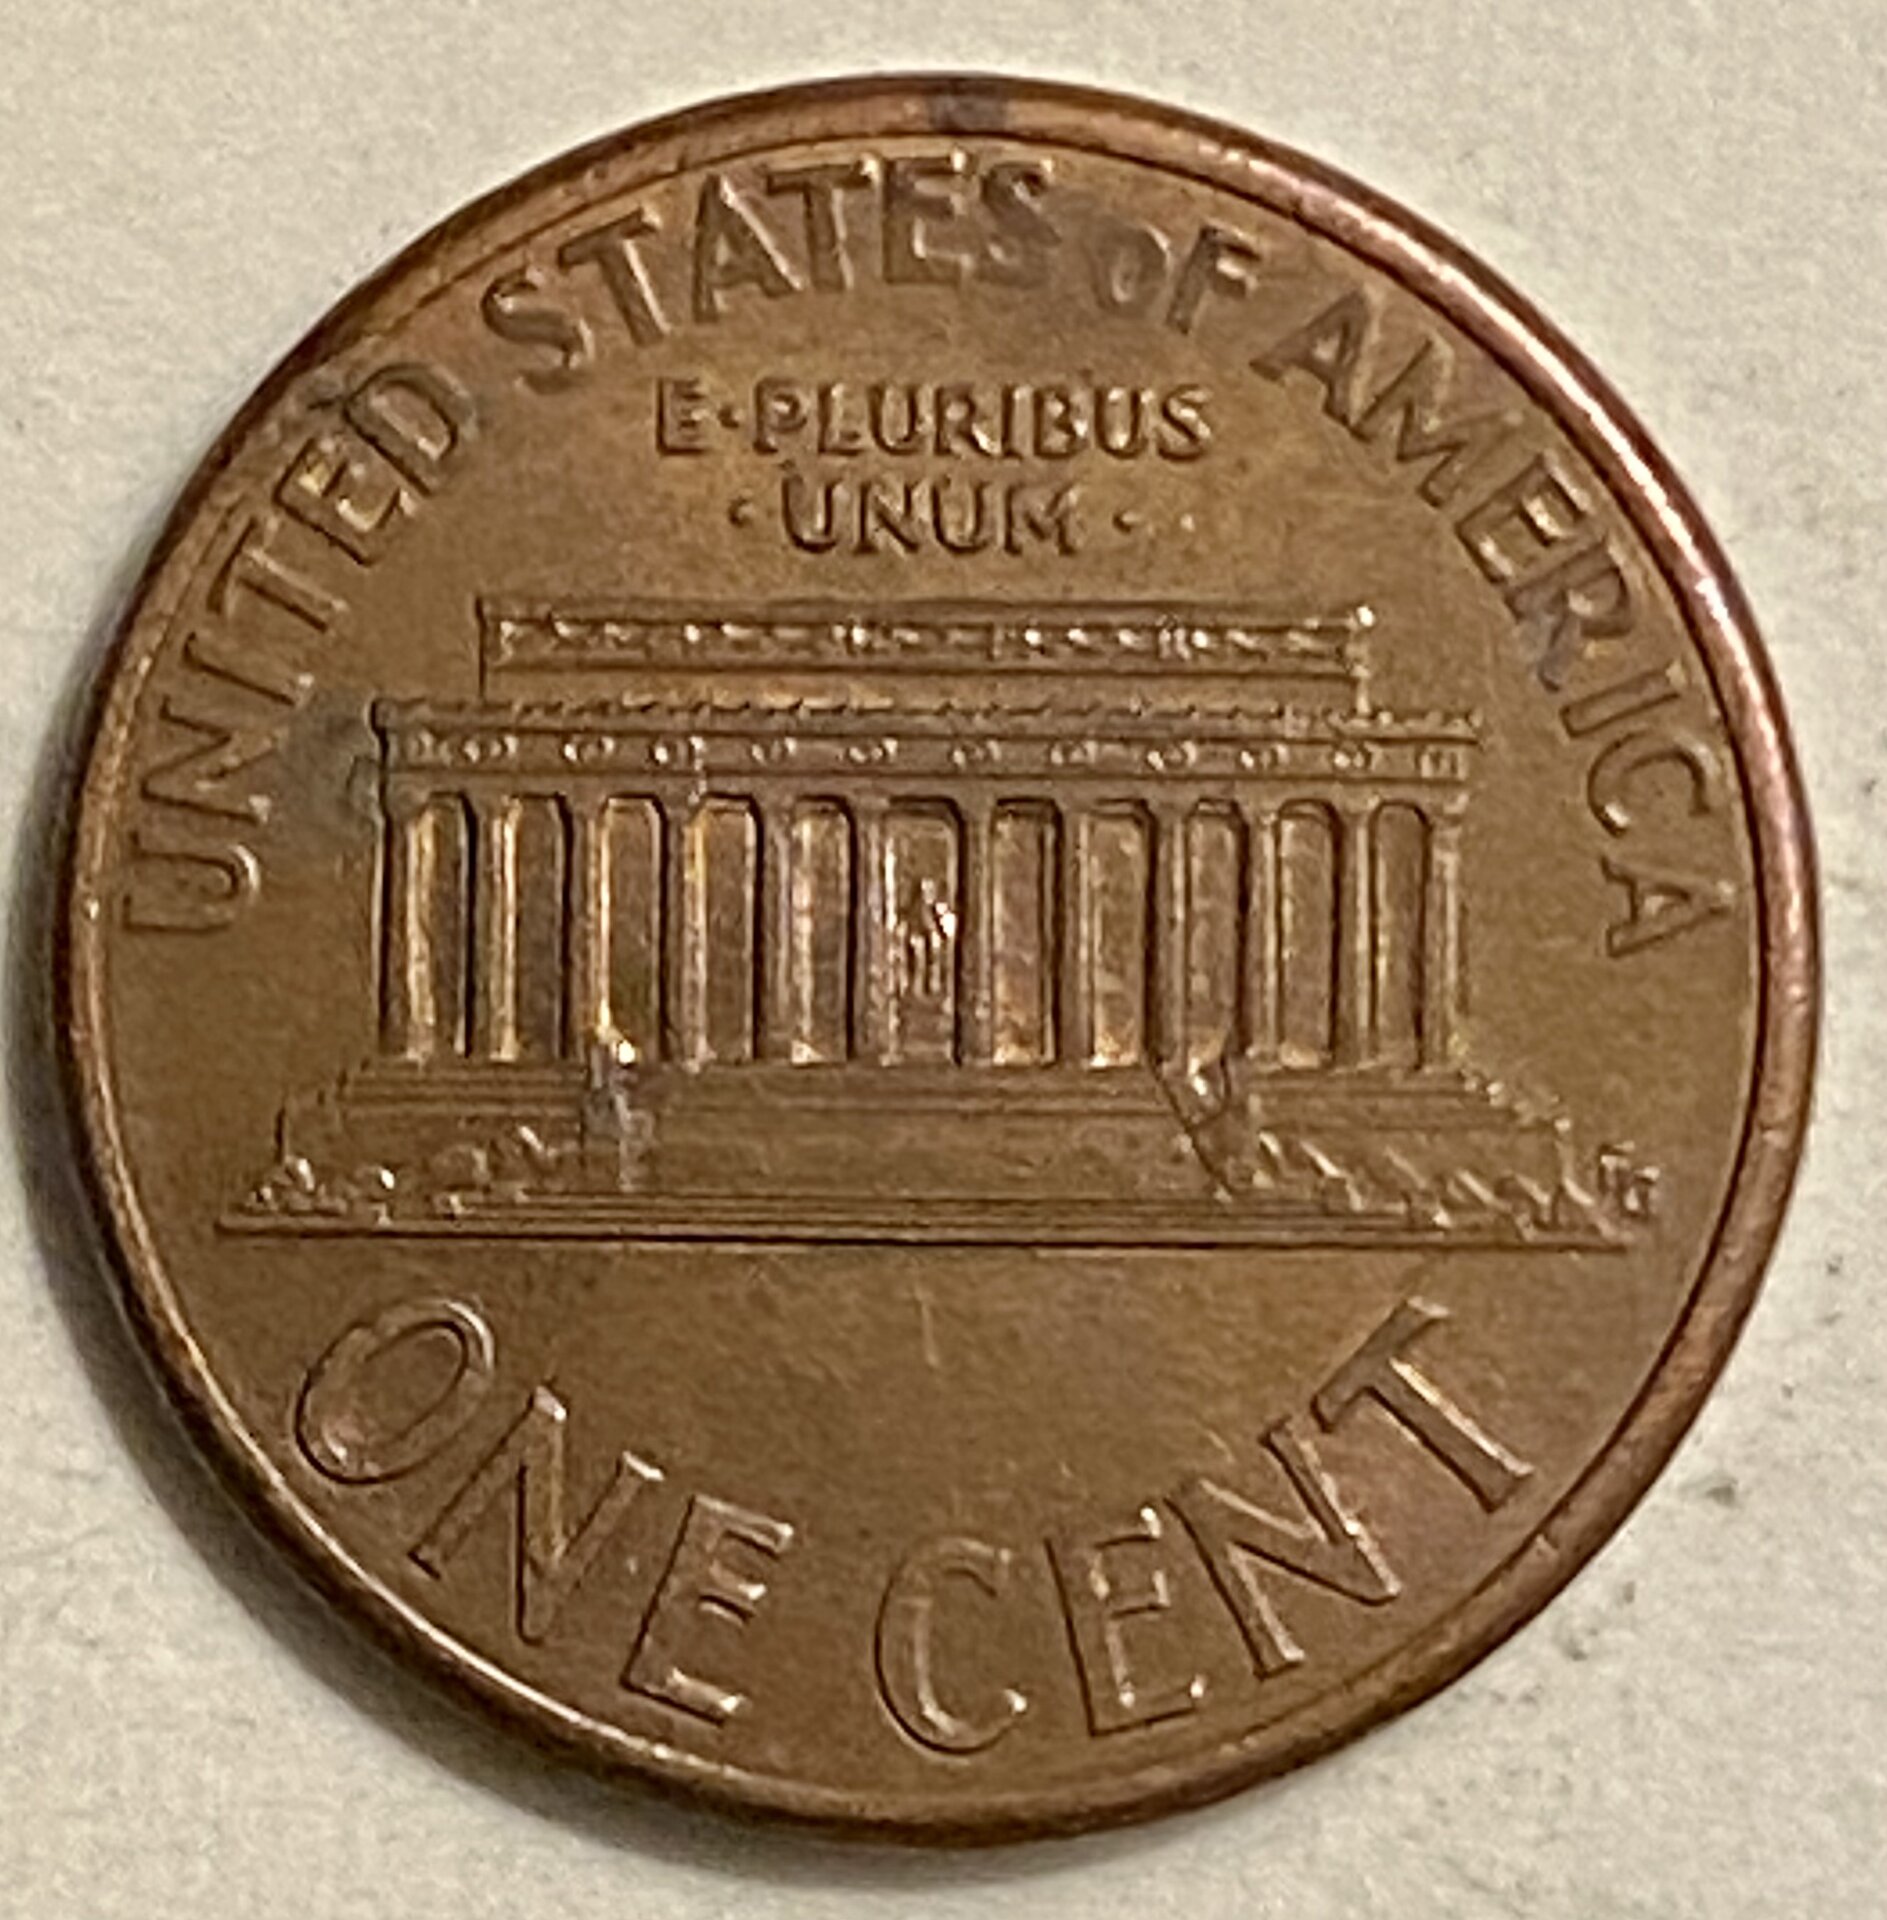 UNITED STATES OF AMERICA
E·PLURIBUS
·UNUM·
ONE CENT